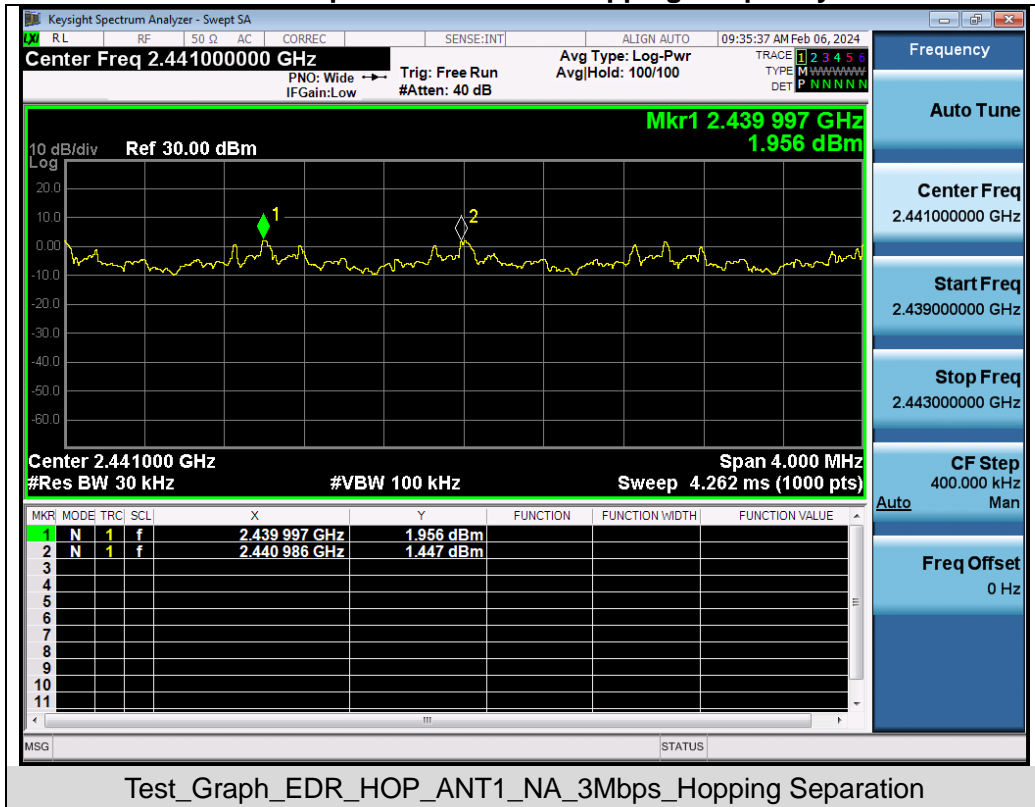 Keysight Spectrum Analyzer - Swept SA
LXI RL RF 50 Ω AC CORREC SENSE:INT ALIGN AUTO 09:35:37 AM Feb 06, 2024
Center Freq 2.441000000 GHz
PNO: Wide
IFGain:Low
Trig: Free Run
#Atten: 40 dB
Avg Type: Log-Pwr
Avg|Hold: 100/100
TRACE 1 2 3 4 5 6
TYPE M WWWWW
DET P N N N N N
Mkr1 2.439 997 GHz
1.956 dBm
10 dB/div Ref 30.00 dBm
Log
20.0
10.0
0.00
-10.0
-20.0
-30.0
-40.0
-50.0
-60.0
1
2
Center 2.441000 GHz Span 4.000 MHz
#Res BW 30 kHz #VBW 100 kHz Sweep 4.262 ms (1000 pts)
MKR MODE TRC SCL X Y FUNCTION FUNCTION WIDTH FUNCTION VALUE
1 N 1 f 2.439 997 GHz 1.956 dBm
2 N 1 f 2.440 986 GHz 1.447 dBm
3
4
5
6
7
8
9
10
11
MSG STATUS
Frequency
Auto Tune
Center Freq
2.441000000 GHz
Start Freq
2.439000000 GHz
Stop Freq
2.443000000 GHz
CF Step
400.000 kHz
Auto Man
Freq Offset
0 Hz
Test_Graph_EDR_HOP_ANT1_NA_3Mbps_Hopping Separation